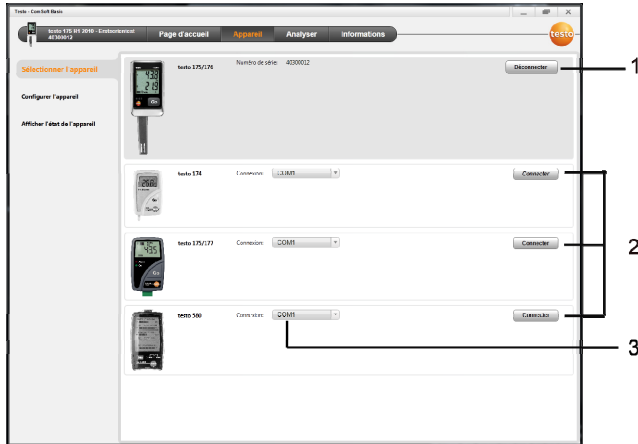 Testo - ComSoft Basic
testo 175 H1 2010 -
40300012
Page d'accueil
Appareil
Analyser
Informations
testo
Sélectionner l'appareil
Configurer l'appareil
Afficher l'état de l'appareil
testo 175/176
Numéro de série: 40300012
Déconnecter
1
testo 174
Connexion: COM1
Connecter
testo 175/177
Connexion: COM1
Connecter
2
testo
Connexion: COM1
Connecter
3